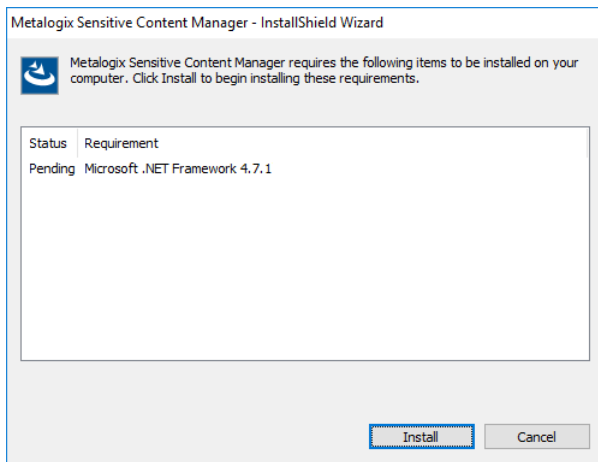 Metalogix Sensitive Content Manager - InstallShield Wizard
Metalogix Sensitive Content Manager requires the following items to be installed on your
computer. Click Install to begin installing these requirements.
Status Requirement
Pending Microsoft .NET Framework 4.7.1
Install Cancel